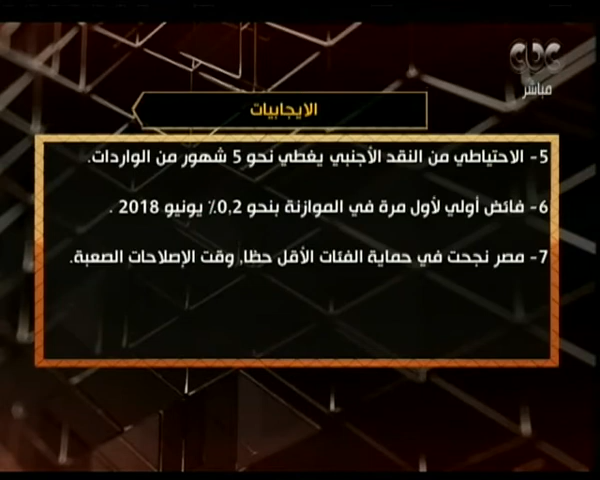 cbc
مباشر
الايجابيات
5- الاحتياطي من النقد الأجنبي يغطي نحو 5 شهور من الواردات.
6- فائض أولي لأول مرة في الموازنة بنحو 0,2٪ يونيو 2018 .
7- مصر نجحت في حماية الفئات الأقل حظا, وقت الإصلاحات الصعبة.